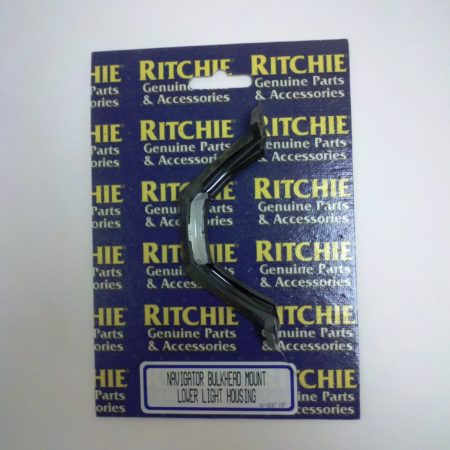 RITCHIE RITCHIE RITCHIE
Genuine Parts Genuine Parts
& Accessories & Accessories
RITCHIE RITCHIE
Genuine Parts Genuine Parts
& Accessories & Accessories
RITCHIE RITCHIE
Genuine Parts Genuine Parts
& Accessories Accessories
RITCHIE RITCHIE
Genuine Parts Genuine Parts
& Accessories & Accessories
RITCHIE RITCHIE
Genuine Parts Genuine Parts
& Accessories & Accessories
RITCHIE
NAVIGATOR BULKHEAD MOUNT
LOWER LIGHT HOUSING